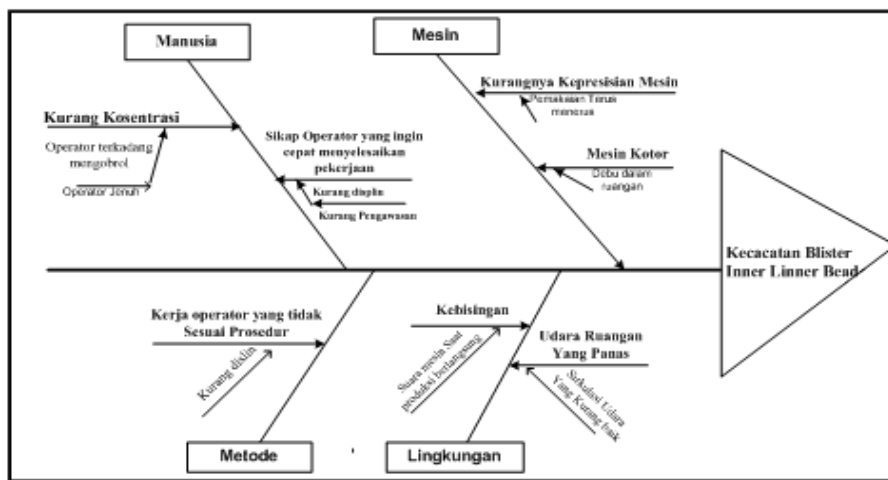 Manusia
Mesin
Kurang Kosentrasi
Operator terkadang
mengobrol
Operator Jenuh
Sikap Operator yang ingin
cepat menyelesaikan
pekerjaan
Kurang displin
Kurang Pengawasan
Kurangnya Kepresisian Mesin
Pemakaian Terus
menerus
Mesin Kotor
Debu dalam
ruangan
Kecacatan Blister
Inner Linner Bead
Kerja operator yang tidak
Sesuai Prosedur
Kurang dislin
Kebisingan
Suara mesin Saat
produksi berlangsung
Udara Ruangan
Yang Panas
Sirkulasi Udara
Yang Kurang baik
Metode
Lingkungan